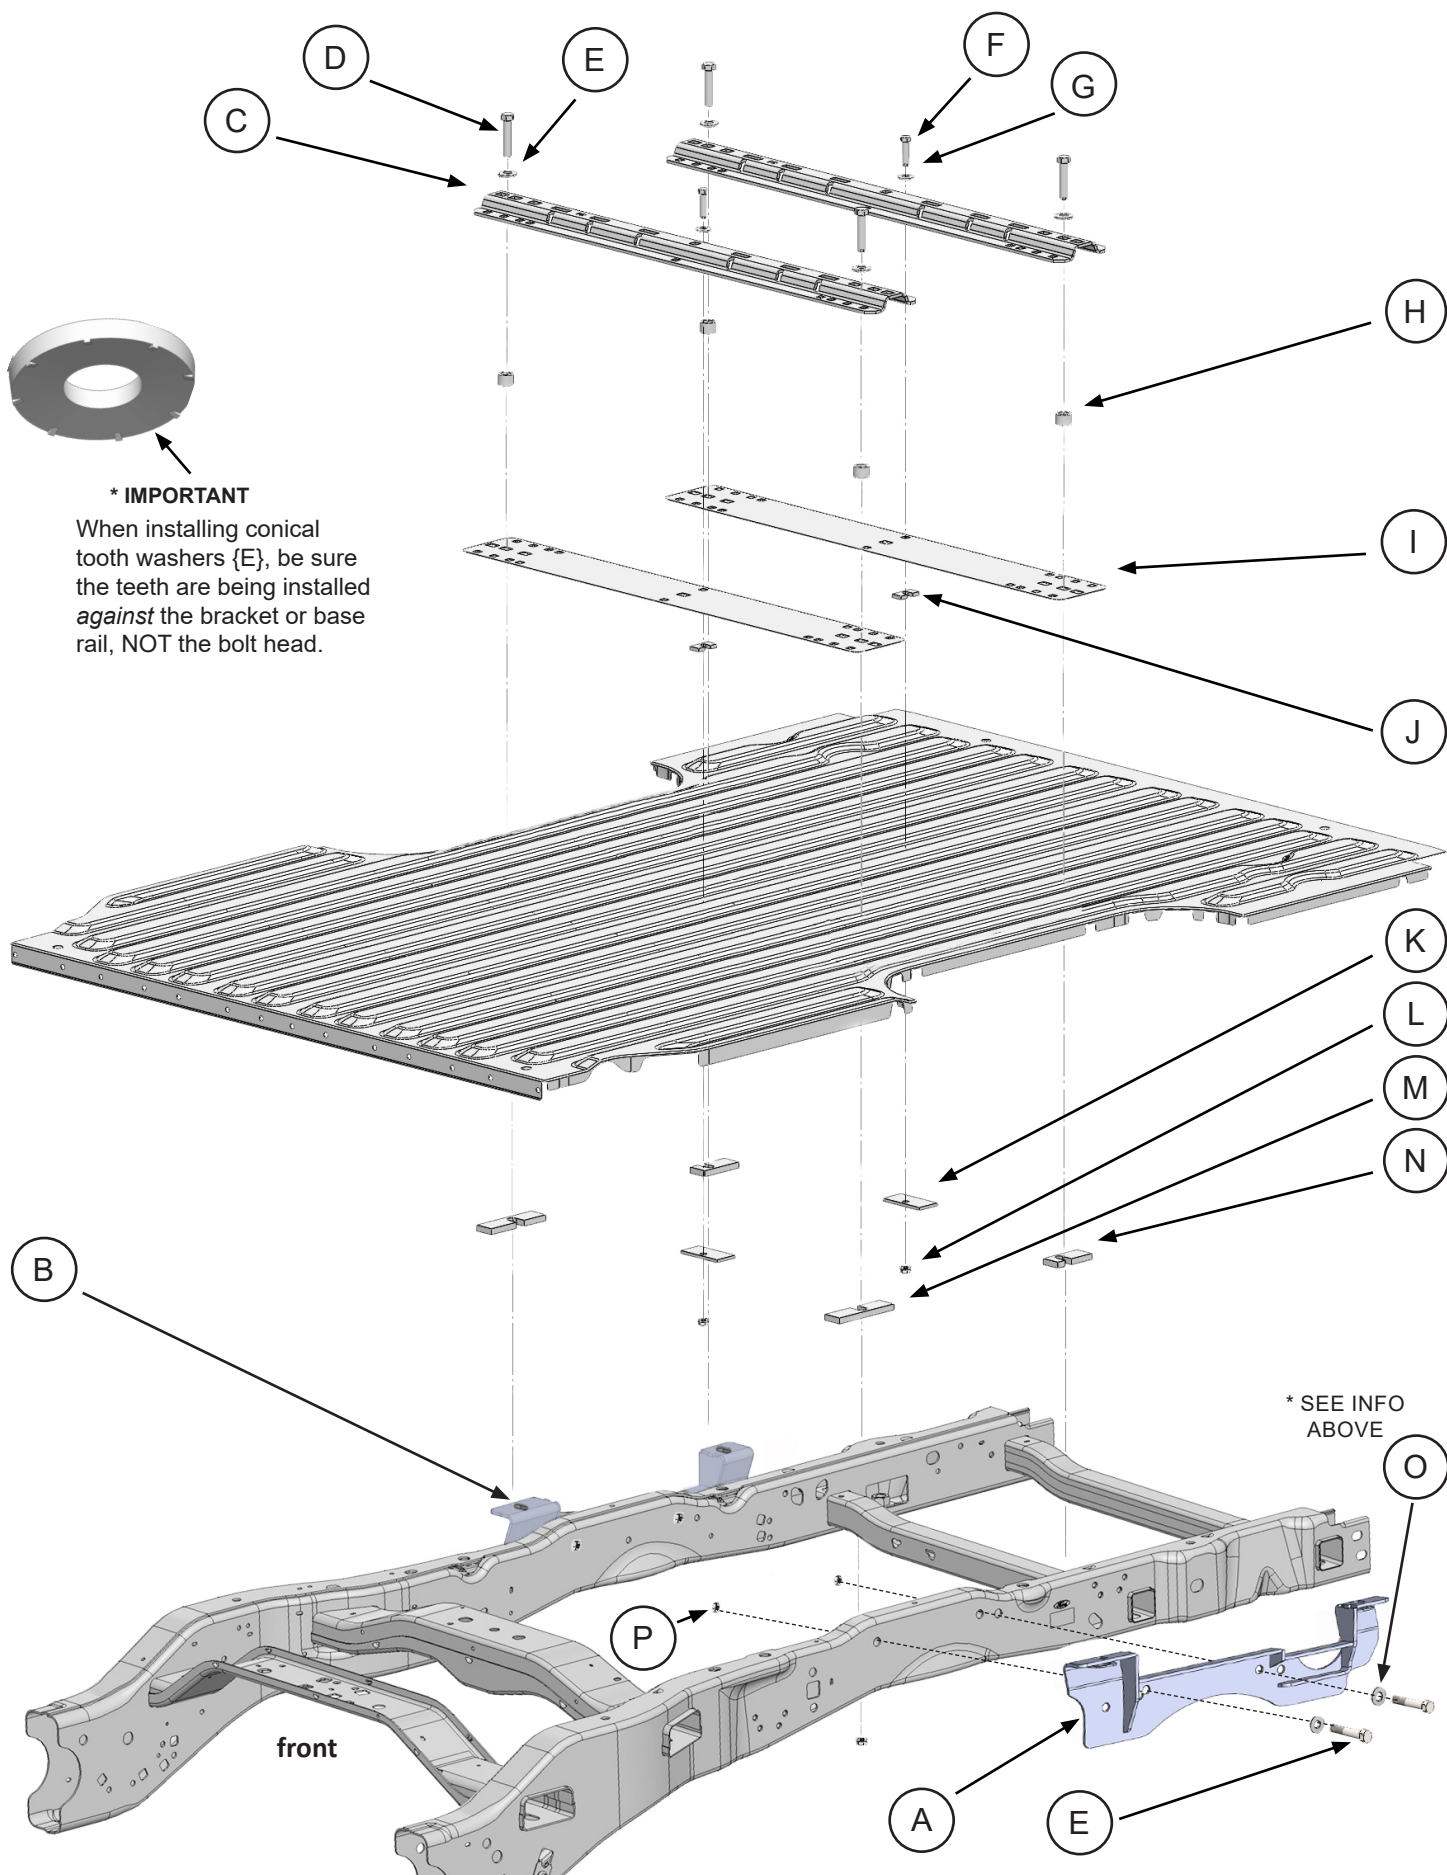 D
E
F
G
C
H
* IMPORTANT
When installing conical
tooth washers {E}, be sure
the teeth are being installed
against the bracket or base
rail, NOT the bolt head.
I
J
K
L
M
N
B
* SEE INFO
ABOVE
O
P
front
A
E